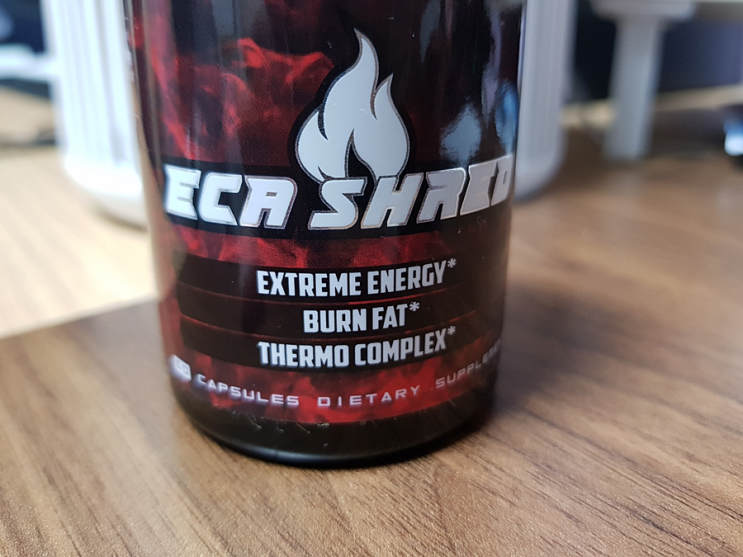 ECA SHRED
EXTREME ENERGY*
BURN FAT*
THERMO COMPLEX*
CAPSULES DIETARY